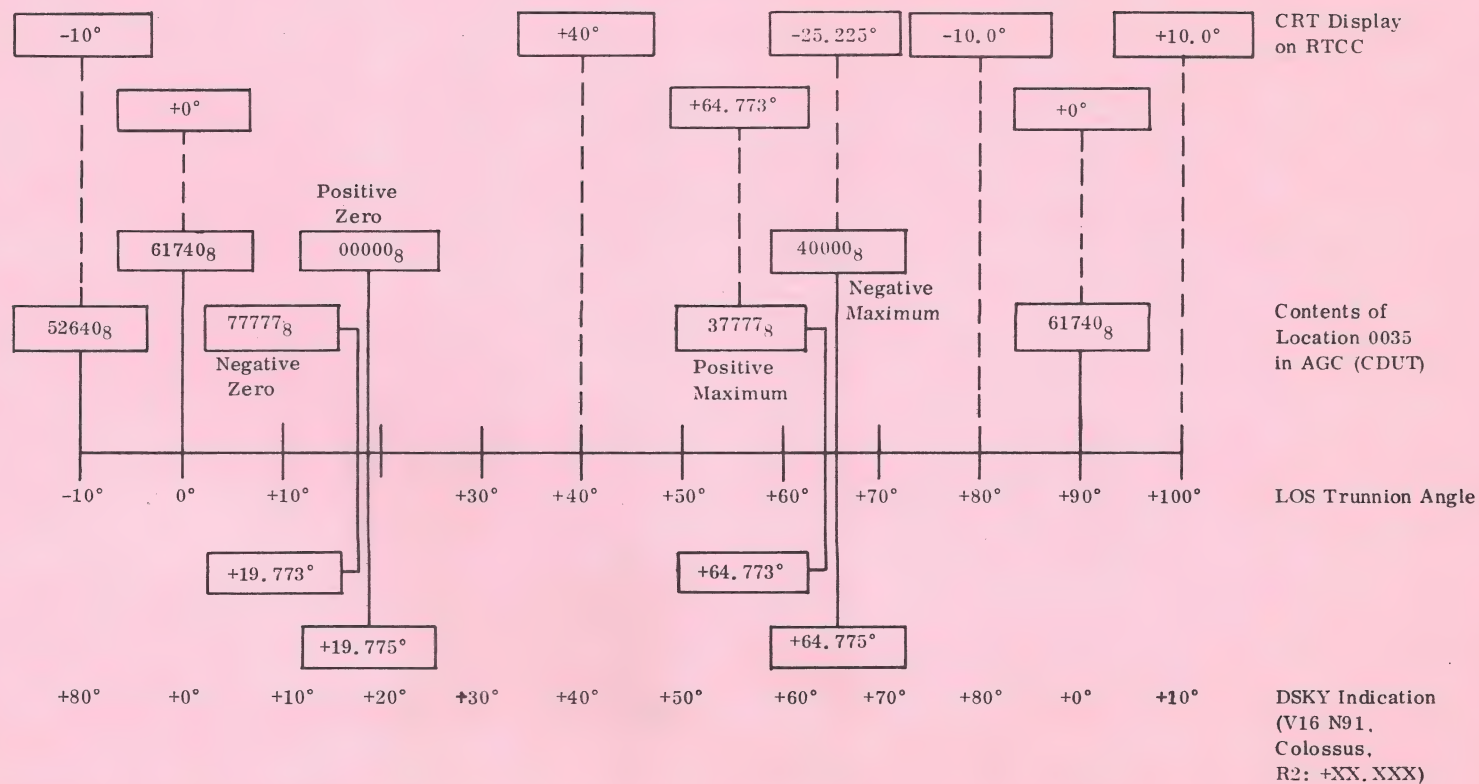 -10° +40° -25.225° -10.0° +10.0° CRT Display
on RTCC
+0° +64.773° +0°
Positive
Zero
61740₈ 00000₈ 40000₈
Negative
Maximum
52640₈ 77777₈ 37777₈ 61740₈ Contents of
Location 0035
in AGC (CDUT)
Negative
Zero
Positive
Maximum
-10° 0° +10° +30° +40° +50° +60° +70° +80° +90° +100° LOS Trunnion Angle
+19.773° +64.773°
+19.775° +64.775°
+80° +0° +10° +20° +30° +40° +50° +60° +70° +80° +0° +10° DSKY Indication
(V16 N91,
Colossus,
R2: +XX.XXX)